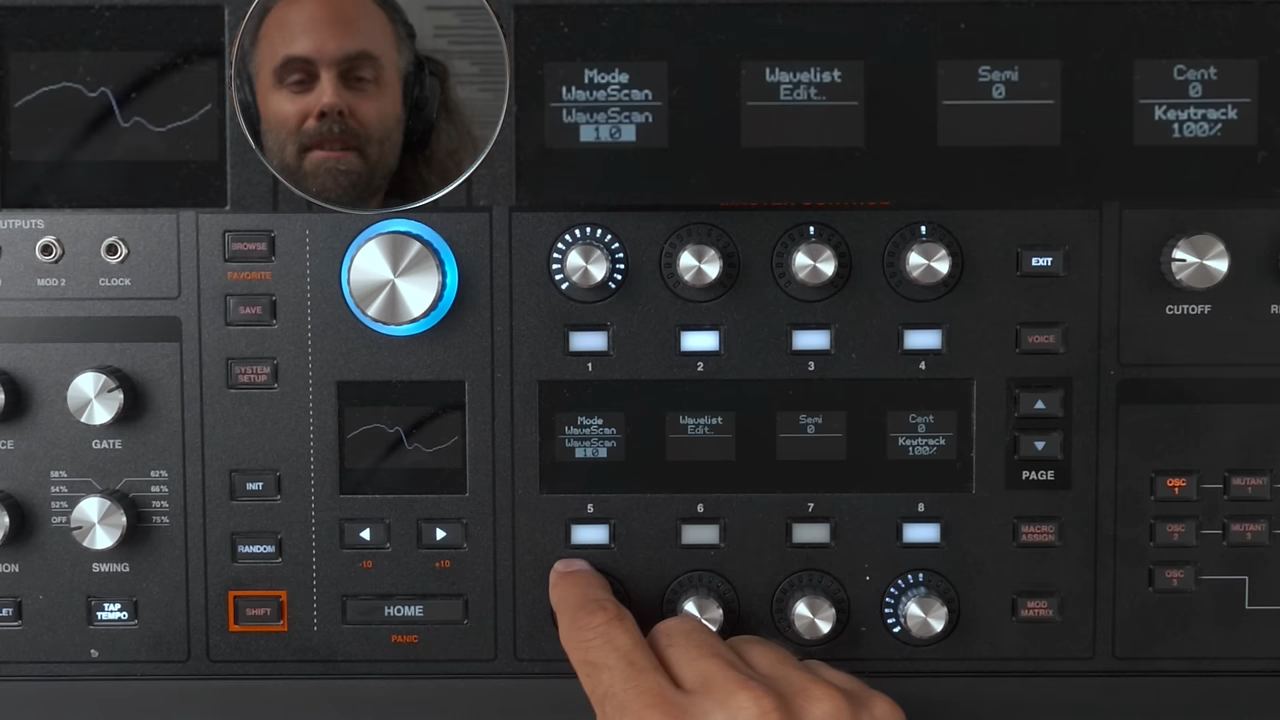 Mode
WaveScan
WaveScan
1.0
Wavelist
Edit..
Semi
0
Cent
0
Keytrack
100%
MOD 2
CLOCK
BROWSE
FAVORITE
SAVE
SYSTEM
SETUP
INIT
RANDOM
SHIFT
-10
+10
HOME
PANIC
GATE
58%
54%
52%
OFF
62%
66%
70%
75%
SWING
TAP
TEMPO
1
2
3
4
Mode
WaveScan
WaveScan
1.0
Wavelist
Edit..
Semi
0
Cent
0
Keytrack
100%
5
6
7
8
EXIT
VOICE
PAGE
MACRO
ASSIGN
MOD
MATRIX
CUTOFF
OSC
1
MUTANT
1
OSC
2
MUTANT
3
OSC
3